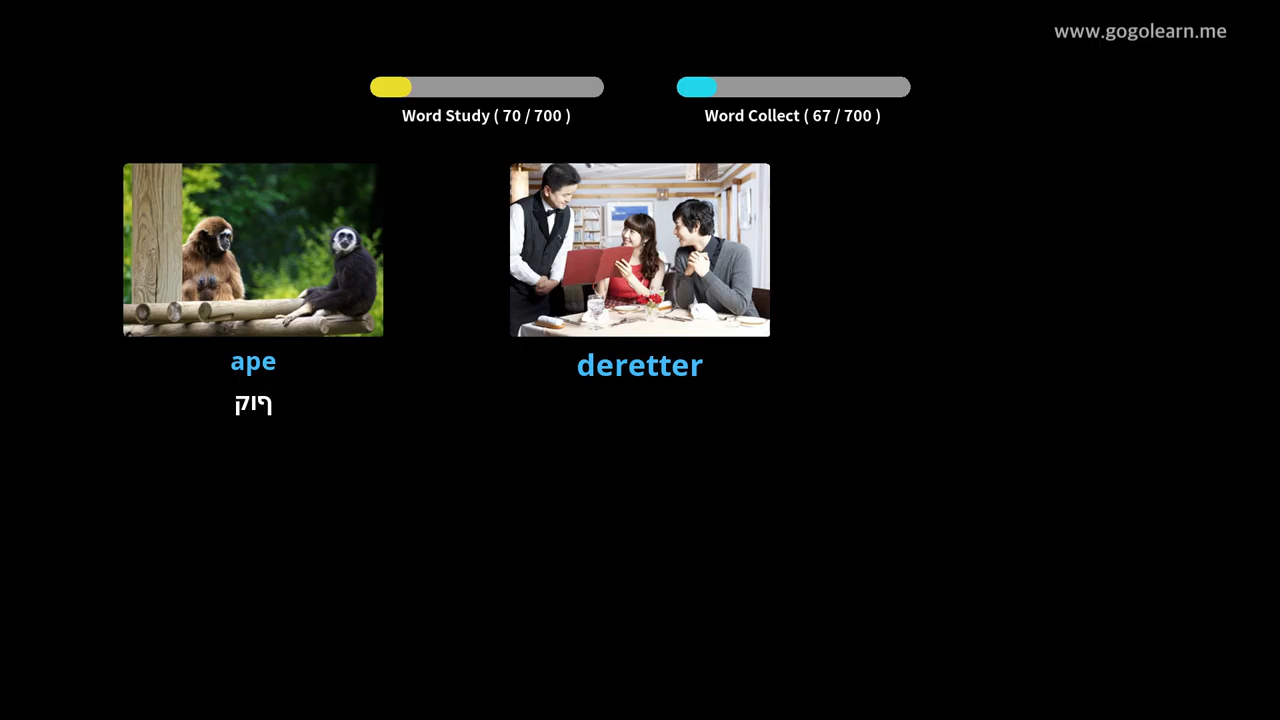 www.gogolearn.me
Word Study ( 70 / 700 )
Word Collect ( 67 / 700 )
ape
קוף
deretter